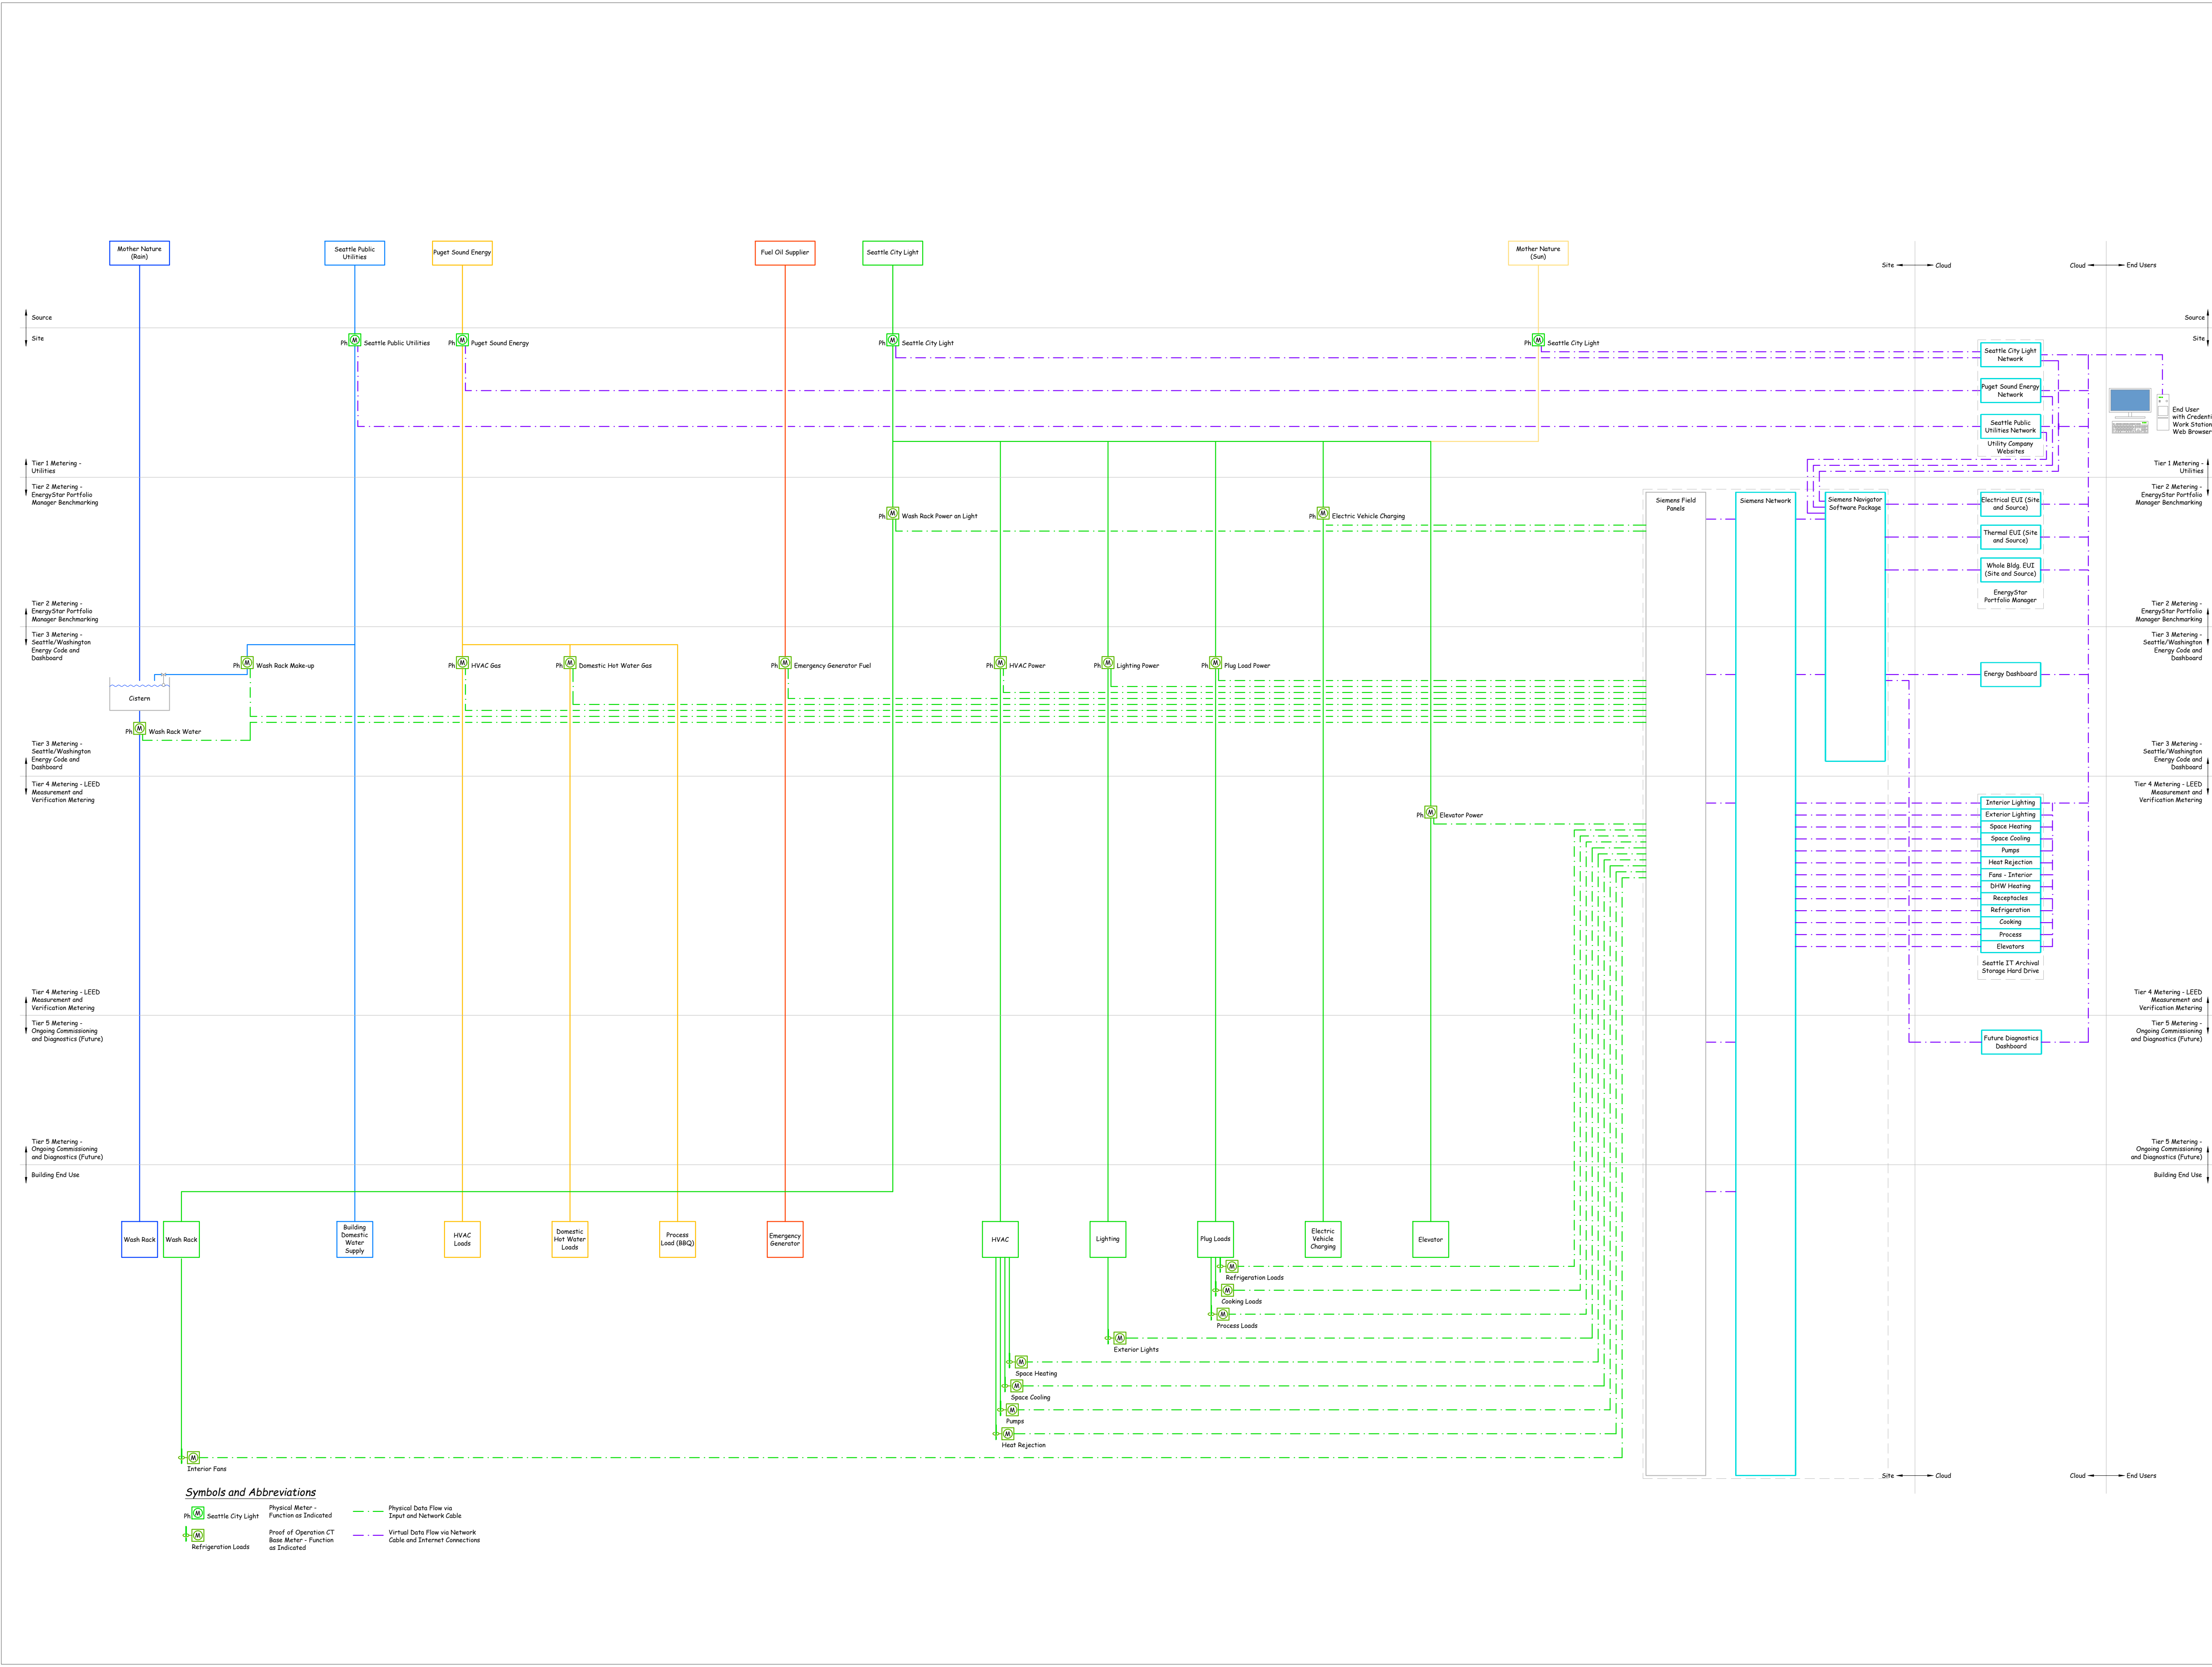 Mother Nature
(Rain)
Seattle Public
Utilities
Puget Sound Energy
Fuel Oil Supplier
Seattle City Light
Mother Nature
(Sun)
Site
Cloud
Cloud
End Users
Source
Site
Source
Site
Ph
M
Seattle Public Utilities
Ph
M
Puget Sound Energy
Ph
M
Seattle City Light
Ph
M
Seattle City Light
Seattle City Light
Network
Puget Sound Energy
Network
Seattle Public
Utilities Network
Utility Company
Websites
End User
with
Work Station
Web Browser
Tier 1 Metering -
Utilities
Tier 2 Metering -
EnergyStar Portfolio
Manager Benchmarking
Tier 1 Metering -
Utilities
Tier 2 Metering -
EnergyStar Portfolio
Manager Benchmarking
Ph
M
Wash Rack Power an Light
Ph
M
Electric Vehicle Charging
Siemens Field
Panels
Siemens Network
Siemens Navigator
Software Package
Electrical EUI (Site
and Source)
Thermal EUI (Site
and Source)
Whole Bldg. EUI
(Site and Source)
EnergyStar
Portfolio Manager
Tier 2 Metering -
EnergyStar Portfolio
Manager Benchmarking
Tier 3 Metering -
Seattle/Washington
Energy Code and
Dashboard
Tier 2 Metering -
EnergyStar Portfolio
Manager Benchmarking
Tier 3 Metering -
Seattle/Washington
Energy Code and
Dashboard
Ph
M
Wash Rack Make-up
Ph
M
HVAC Gas
Ph
M
Domestic Hot Water Gas
Ph
M
Emergency Generator Fuel
Ph
M
HVAC Power
Ph
M
Lighting Power
Ph
M
Plug Load Power
Energy Dashboard
Cistern
Ph
M
Wash Rack Water
Tier 3 Metering -
Seattle/Washington
Energy Code and
Dashboard
Tier 4 Metering - LEED
Measurement and
Verification Metering
Tier 3 Metering -
Seattle/Washington
Energy Code and
Dashboard
Tier 4 Metering - LEED
Measurement and
Verification Metering
Ph
M
Elevator Power
Interior Lighting
Exterior Lighting
Space Heating
Space Cooling
Pumps
Heat Rejection
Fans - Interior
DHW Heating
Receptacles
Refrigeration
Cooking
Process
Elevators
Seattle IT Archival
Storage Hard Drive
Tier 4 Metering - LEED
Measurement and
Verification Metering
Tier 5 Metering -
Ongoing Commissioning
and Diagnostics (Future)
Tier 4 Metering - LEED
Measurement and
Verification Metering
Tier 5 Metering -
Ongoing Commissioning
and Diagnostics (Future)
Future Diagnostics
Dashboard
Tier 5 Metering -
Ongoing Commissioning
and Diagnostics (Future)
Building End Use
Tier 5 Metering -
Ongoing Commissioning
and Diagnostics (Future)
Building End Use
Wash Rack
Wash Rack
Building
Domestic
Water
Supply
HVAC
Loads
Domestic
Hot Water
Loads
Process
Load (BBQ)
Emergency
Generator
HVAC
Lighting
Plug Loads
Electric
Vehicle
Charging
Elevator
M
Refrigeration Loads
M
Cooking Loads
M
Process Loads
M
Exterior Lights
M
Space Heating
M
Space Cooling
M
Pumps
M
Heat Rejection
M
Interior Fans
Site
Cloud
Cloud
End Users
Symbols and Abbreviations
Ph
M
Seattle City Light
Physical Meter -
Function as Indicated
Physical Data Flow via
Input and Network Cable
M
Refrigeration Loads
Proof of Operation CT
Base Meter - Function
as Indicated
Virtual Data Flow via Network
Cable and Internet Connections